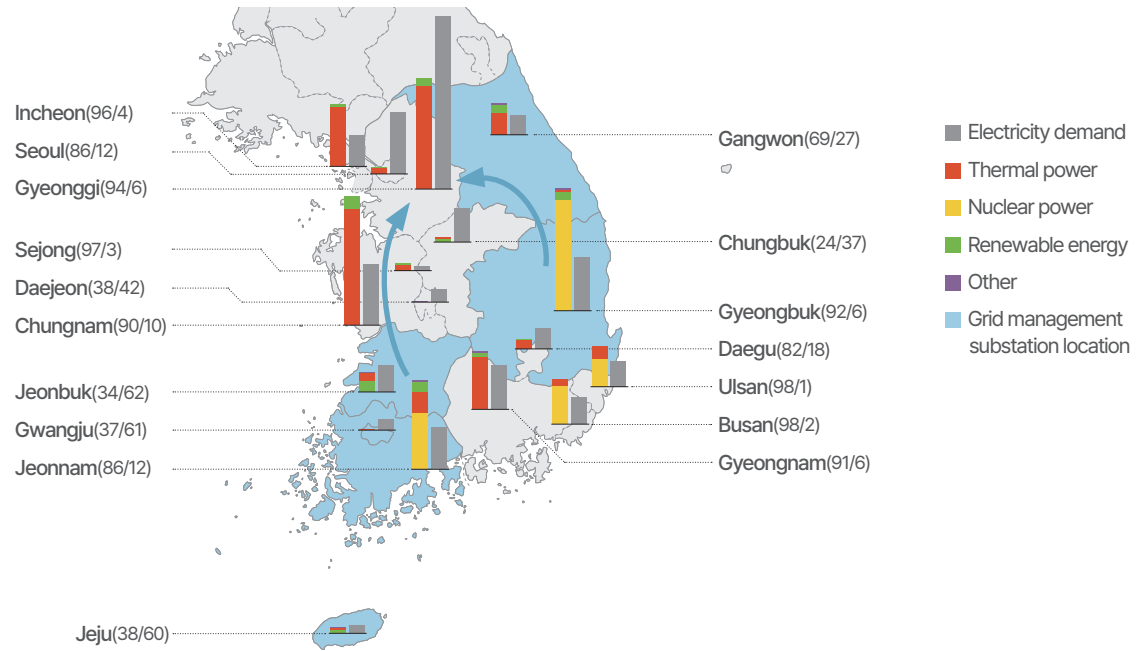 Incheon(96/4)
Seoul(86/12)
Gyeonggi(94/6)
Sejong(97/3)
Daejeon(38/42)
Chungnam(90/10)
Jeonbuk(34/62)
Gwangju(37/61)
Jeonnam(86/12)
Jeju(38/60)
Gangwon(69/27)
Chungbuk(24/37)
Gyeongbuk(92/6)
Daegu(82/18)
Ulsan(98/1)
Busan(98/2)
Gyeongnam(91/6)
Electricity demand
Thermal power
Nuclear power
Renewable energy
Other
Grid management
substation location